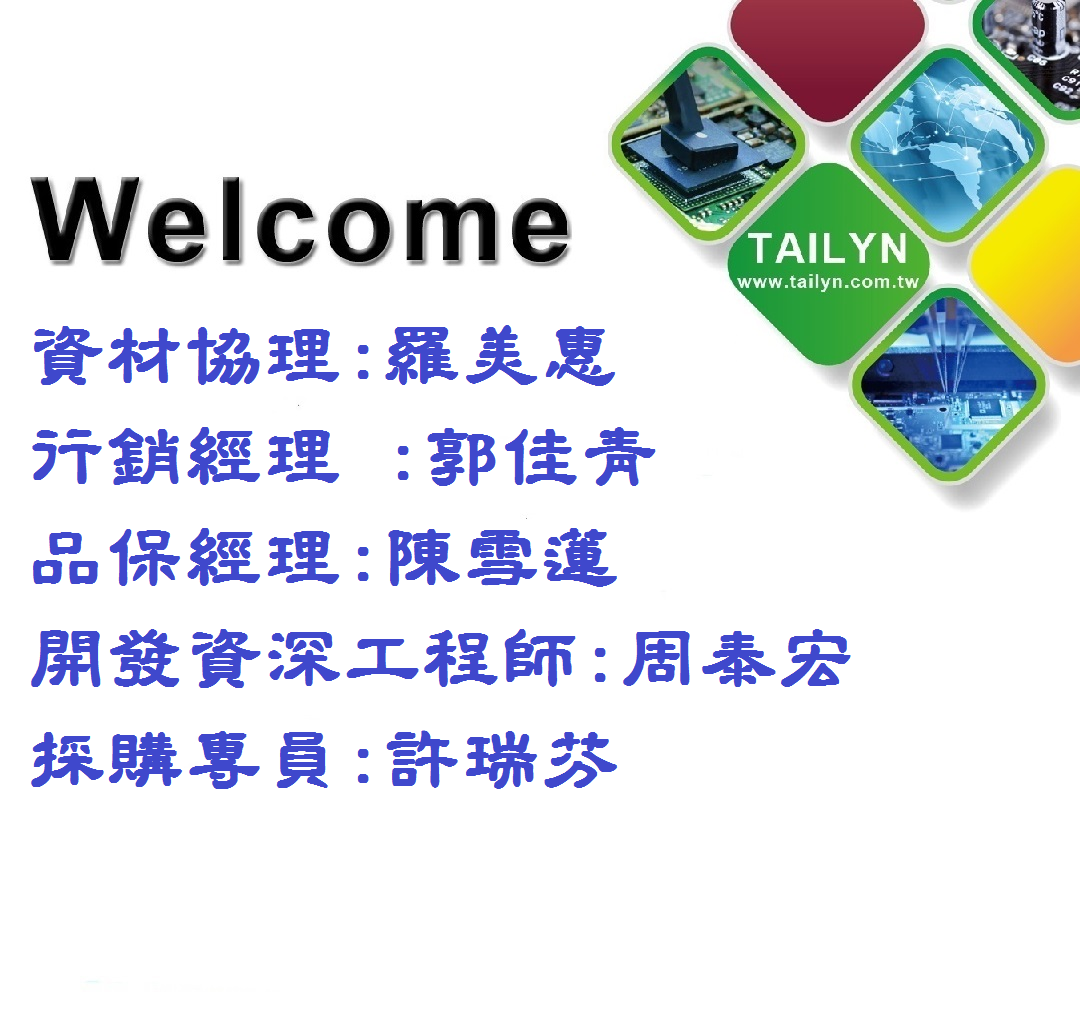 TAILYN
www.tailyn.com.tw
Welcome
資材協理:羅美惠
行銷經理 :郭佳青
品保經理:陳雪蓮
開發資深工程師:周泰宏
採購專員:許瑞芬